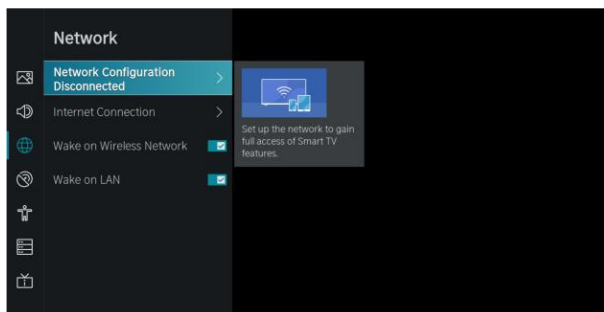 Network
Network Configuration
Disconnected
Internet Connection
Set up the network to gain
full access of Smart TV
features.
Wake on Wireless Network
Wake on LAN